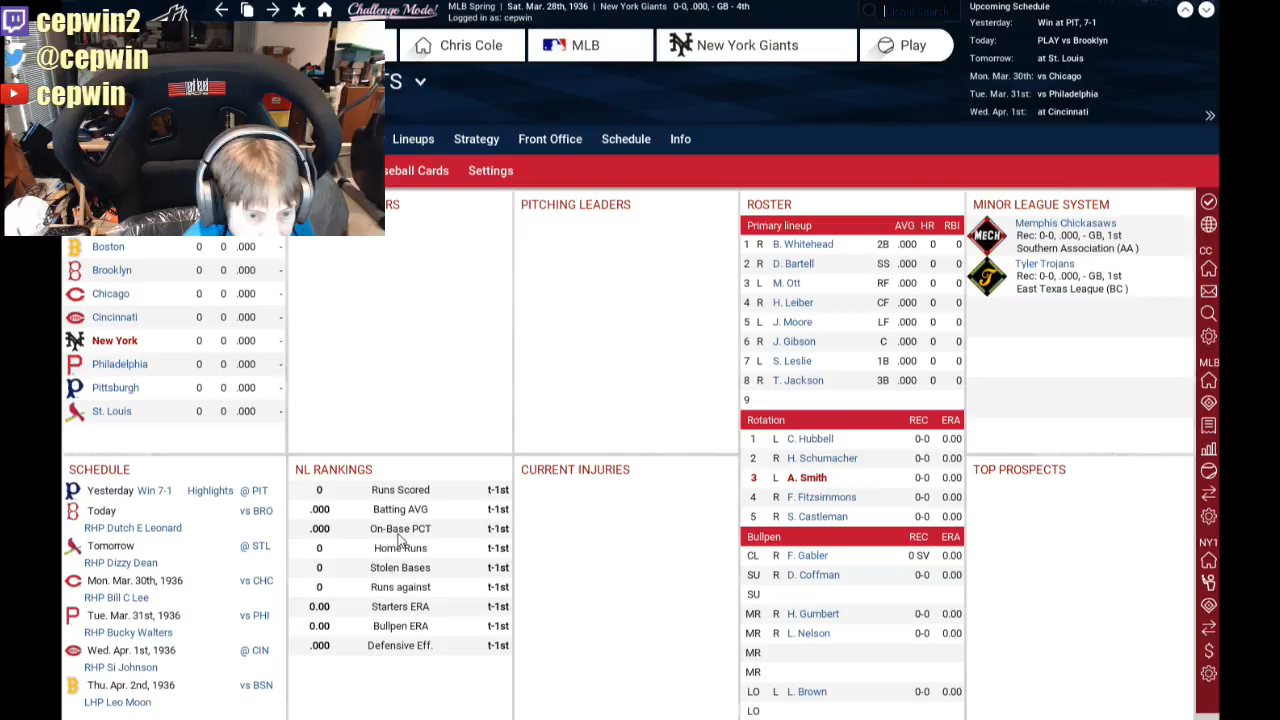 cepwin2
@cepwin
cepwin
Challenge Mode!
MLB Spring | Sat. Mar. 28th, 1936 | New York Giants 0-0, .000, - GB - 4th
Logged in as: cepwin
Global Search
Chris Cole
MLB
New York Giants
Play
Upcoming Schedule
Yesterday: Win at PIT, 7-1
Today: PLAY vs Brooklyn
Tomorrow: at St. Louis
Mon. Mar. 30th: vs Chicago
Tue. Mar. 31st: vs Philadelphia
Wed. Apr. 1st: at Cincinnati
TS
Lineups Strategy Front Office Schedule Info
seball Cards Settings
RS
Boston 0 0 .000 -
Brooklyn 0 0 .000 -
Chicago 0 0 .000 -
Cincinnati 0 0 .000 -
New York 0 0 .000 -
Philadelphia 0 0 .000 -
Pittsburgh 0 0 .000 -
St. Louis 0 0 .000 -
PITCHING LEADERS
ROSTER
Primary lineup AVG HR RBI
1 R B. Whitehead 2B .000 0 0
2 R D. Bartell SS .000 0 0
3 L M. Ott RF .000 0 0
4 R H. Leiber CF .000 0 0
5 L J. Moore LF .000 0 0
6 R J. Gibson C .000 0 0
7 L S. Leslie 1B .000 0 0
8 R T. Jackson 3B .000 0 0
9
Rotation REC ERA
1 L C. Hubbell 0-0 0.00
2 R H. Schumacher 0-0 0.00
3 L A. Smith 0-0 0.00
4 R F. Fitzsimmons 0-0 0.00
5 R S. Castleman 0-0 0.00
Bullpen REC ERA
CL R F. Gabler 0 SV 0.00
SU R D. Coffman 0-0 0.00
SU
MR R H. Gumbert 0-0 0.00
MR R L. Nelson 0-0 0.00
MR
MR
LO L L. Brown 0-0 0.00
LO
MINOR LEAGUE SYSTEM
MECH
Memphis Chickasaws
Rec: 0-0, .000, - GB, 1st
Southern Association (AA )
T
Tyler Trojans
Rec: 0-0, .000, - GB, 1st
East Texas League (BC )
SCHEDULE
Yesterday Win 7-1 Highlights @ PIT
Today vs BRO
RHP Dutch E Leonard
Tomorrow @ STL
RHP Dizzy Dean
Mon. Mar. 30th, 1936 vs CHC
RHP Bill C Lee
Tue. Mar. 31st, 1936 vs PHI
RHP Bucky Walters
Wed. Apr. 1st, 1936 @ CIN
RHP Si Johnson
Thu. Apr. 2nd, 1936 vs BSN
LHP Leo Moon
NL RANKINGS
0 Runs Scored t-1st
.000 Batting AVG t-1st
.000 On-Base PCT t-1st
0 Home Runs t-1st
0 Stolen Bases t-1st
0 Runs against t-1st
0.00 Starters ERA t-1st
0.00 Bullpen ERA t-1st
.000 Defensive Eff. t-1st
CURRENT INJURIES
TOP PROSPECTS
CC
MLB
NY1